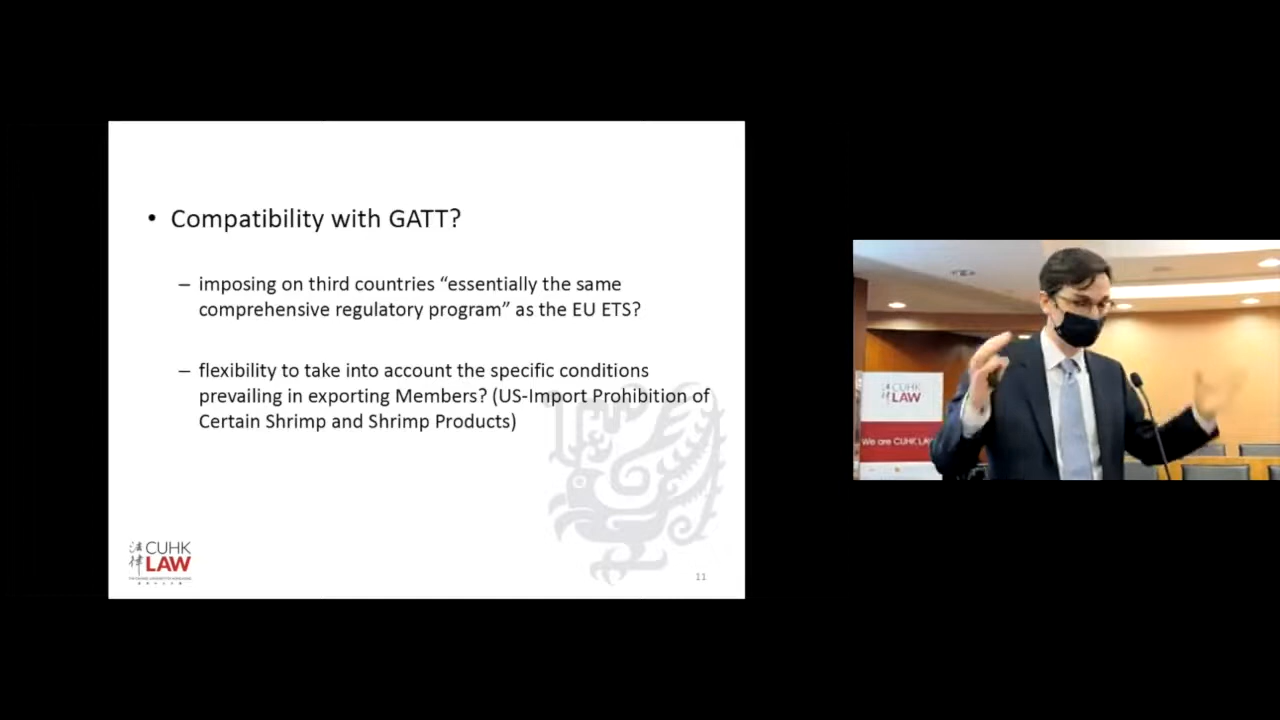 • Compatibility with GATT?
– imposing on third countries “essentially the same
comprehensive regulatory program” as the EU ETS?
– flexibility to take into account the specific conditions
prevailing in exporting Members? (US-Import Prohibition of
Certain Shrimp and Shrimp Products)
法律
CUHK
LAW
11
CUHK
LAW
We are CUHK LAW